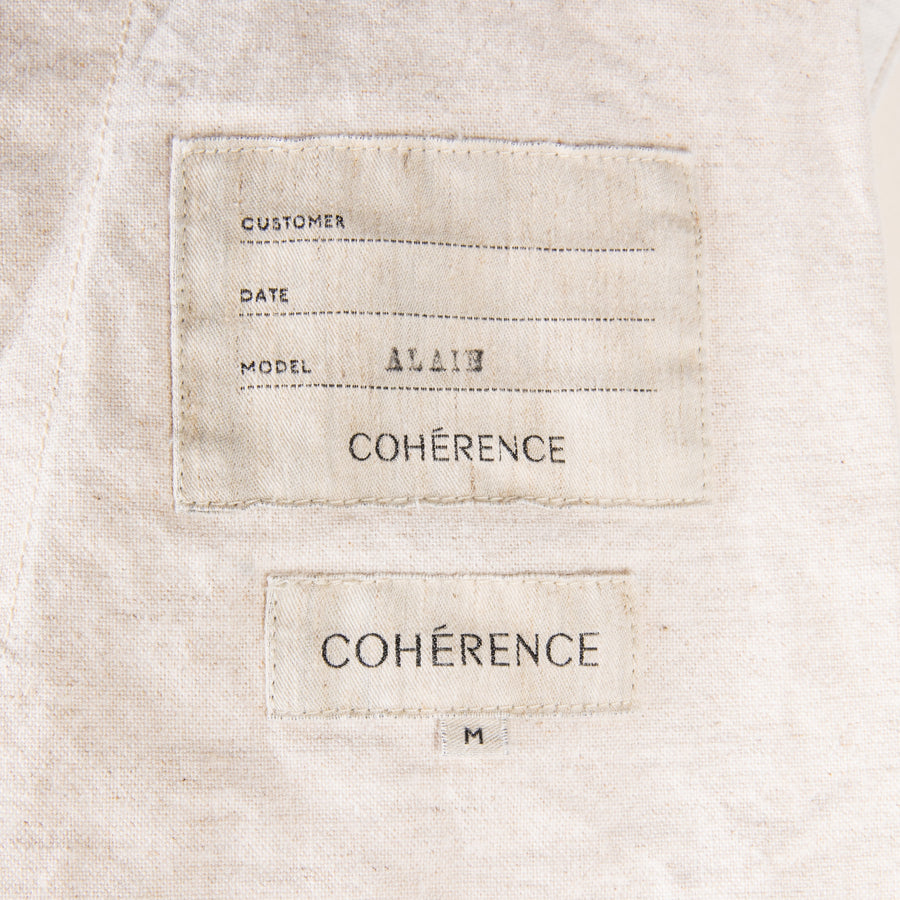 CUSTOMER
DATE
MODEL ALAIN
COHÉRENCE
COHÉRENCE
M